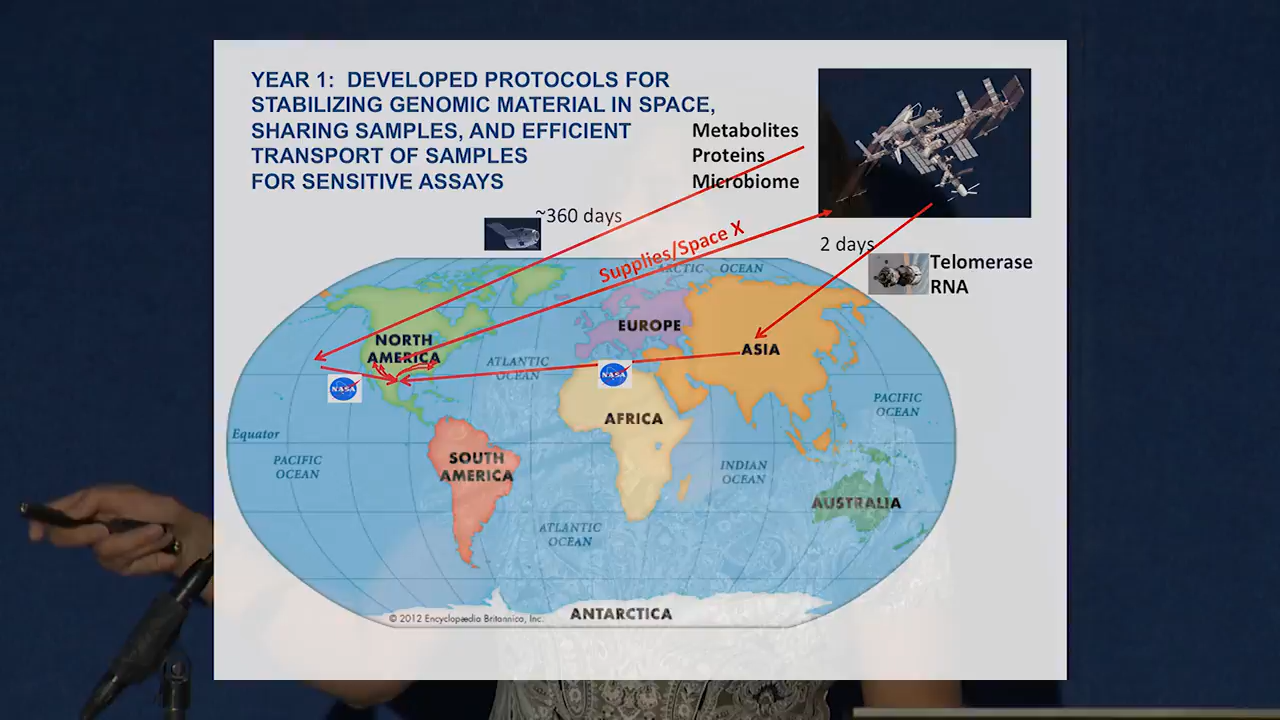 YEAR 1: DEVELOPED PROTOCOLS FOR
STABILIZING GENOMIC MATERIAL IN SPACE,
SHARING SAMPLES, AND EFFICIENT
TRANSPORT OF SAMPLES
FOR SENSITIVE ASSAYS
Metabolites
Proteins
Microbiome
~360 days
Supplies/Space X
2 days
Telomerase
RNA
ARCTIC OCEAN
EUROPE
NORTH
AMERICA
ASIA
ATLANTIC
OCEAN
NASA
NASA
PACIFIC
OCEAN
AFRICA
Equator
PACIFIC
OCEAN
SOUTH
AMERICA
INDIAN
OCEAN
AUSTRALIA
ATLANTIC
OCEAN
ANTARCTICA
© 2012 Encyclopædia Britannica, Inc.